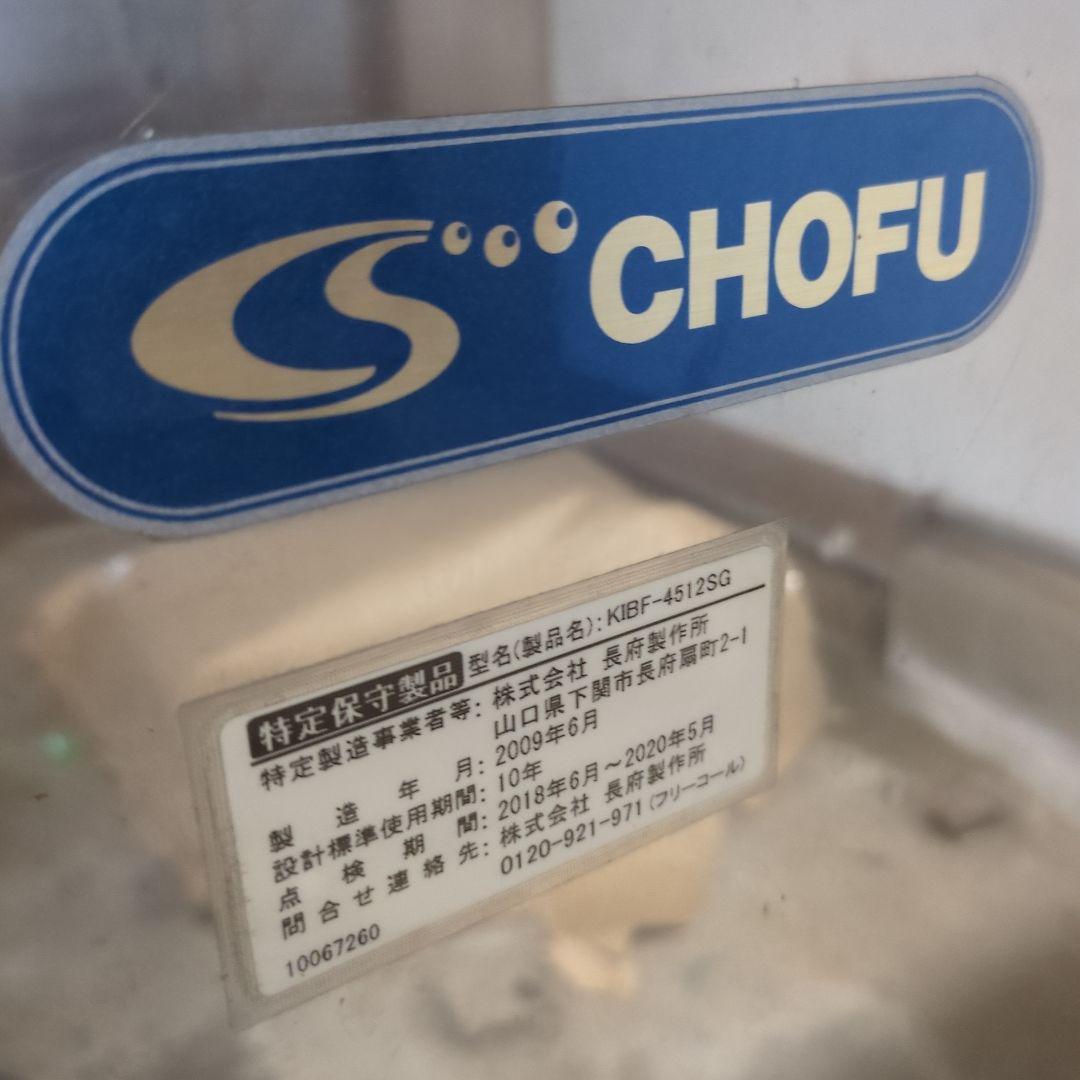 CHOFU
特定保守製品 型名(製品名):KIBF-4512SG
特定製造事業者等:株式会社 長府製作所
山口県下関市長府扇町2-1
製造年月:2009年6月
設計標準使用期間:10年
点検期間:2018年6月～2020年5月
問合せ連絡先:株式会社 長府製作所
0120-921-971(フリーコール)
10067260